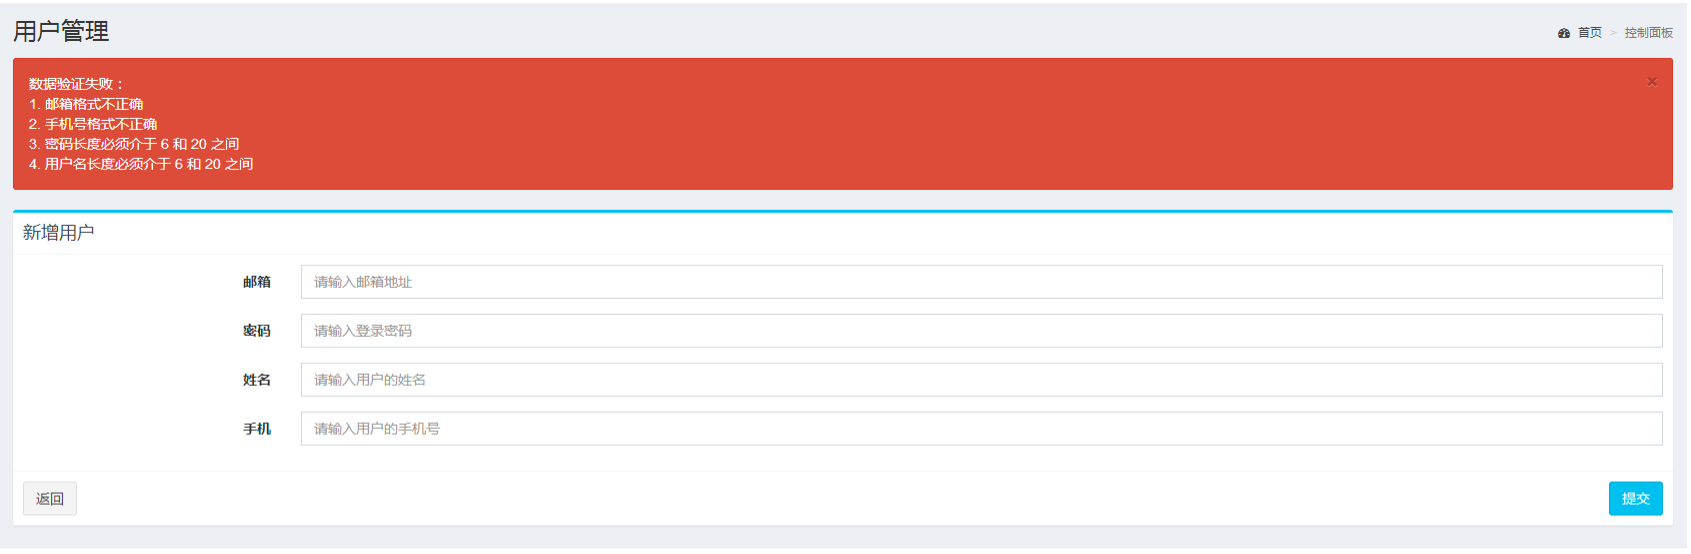 用户管理
首页 > 控制面板
×
数据验证失败：
1. 邮箱格式不正确
2. 手机号格式不正确
3. 密码长度必须介于 6 和 20 之间
4. 用户名长度必须介于 6 和 20 之间
新增用户
邮箱 请输入邮箱地址
密码 请输入登录密码
姓名 请输入用户的姓名
手机 请输入用户的手机号
返回 提交